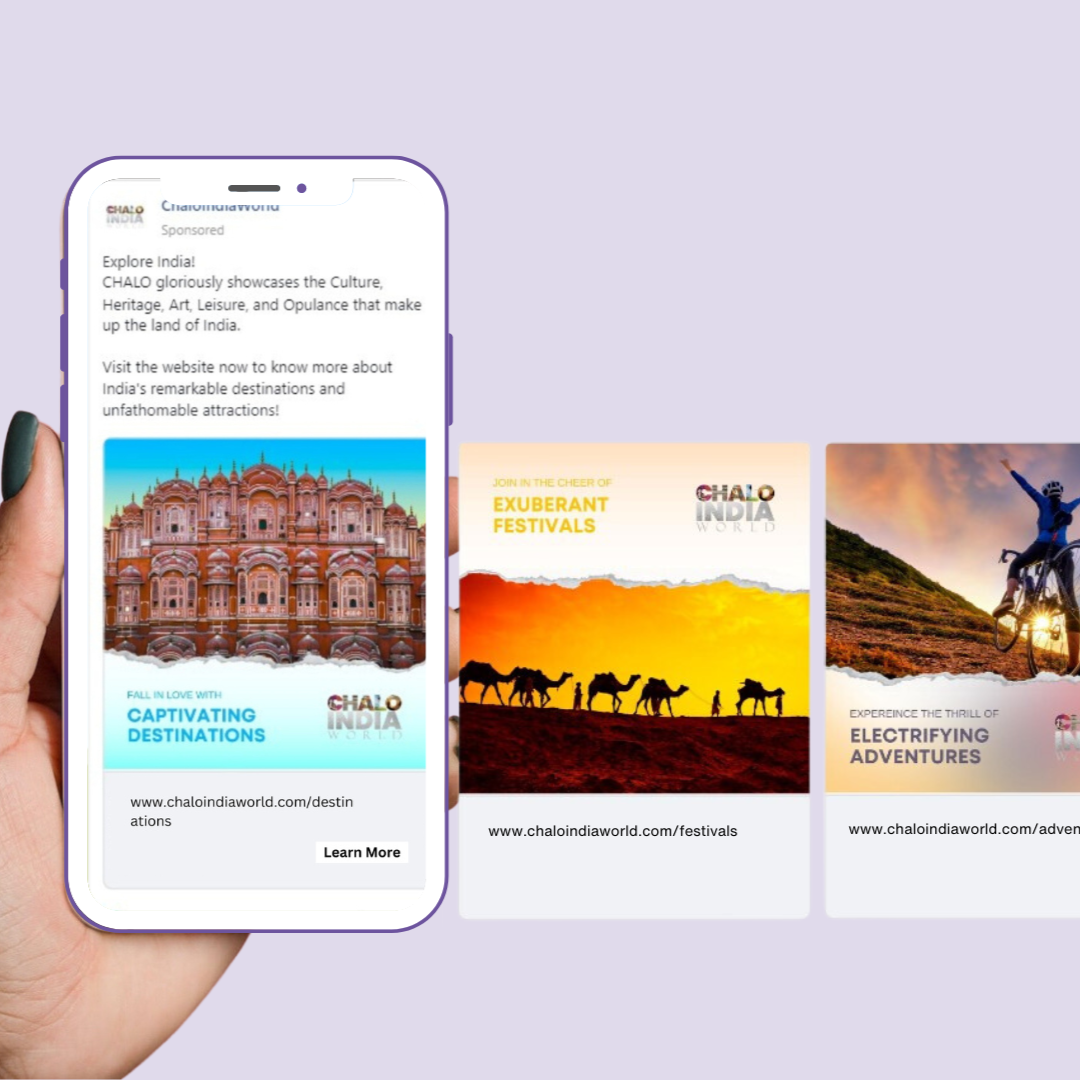 CHALO
INDIA
WORLD
ChaloIndiaWorld
Sponsored
Explore India!
CHALO gloriously showcases the Culture,
Heritage, Art, Leisure, and Opulance that make
up the land of India.
Visit the website now to know more about
India's remarkable destinations and
unfathomable attractions!
FALL IN LOVE WITH
CAPTIVATING
DESTINATIONS
CHALO
INDIA
WORLD
www.chaloindiaworld.com/destin
ations
Learn More
JOIN IN THE CHEER OF
EXUBERANT
FESTIVALS
CHALO
INDIA
WORLD
www.chaloindiaworld.com/festivals
EXPEREINCE THE THRILL OF
ELECTRIFYING
ADVENTURES
www.chaloindiaworld.com/adven